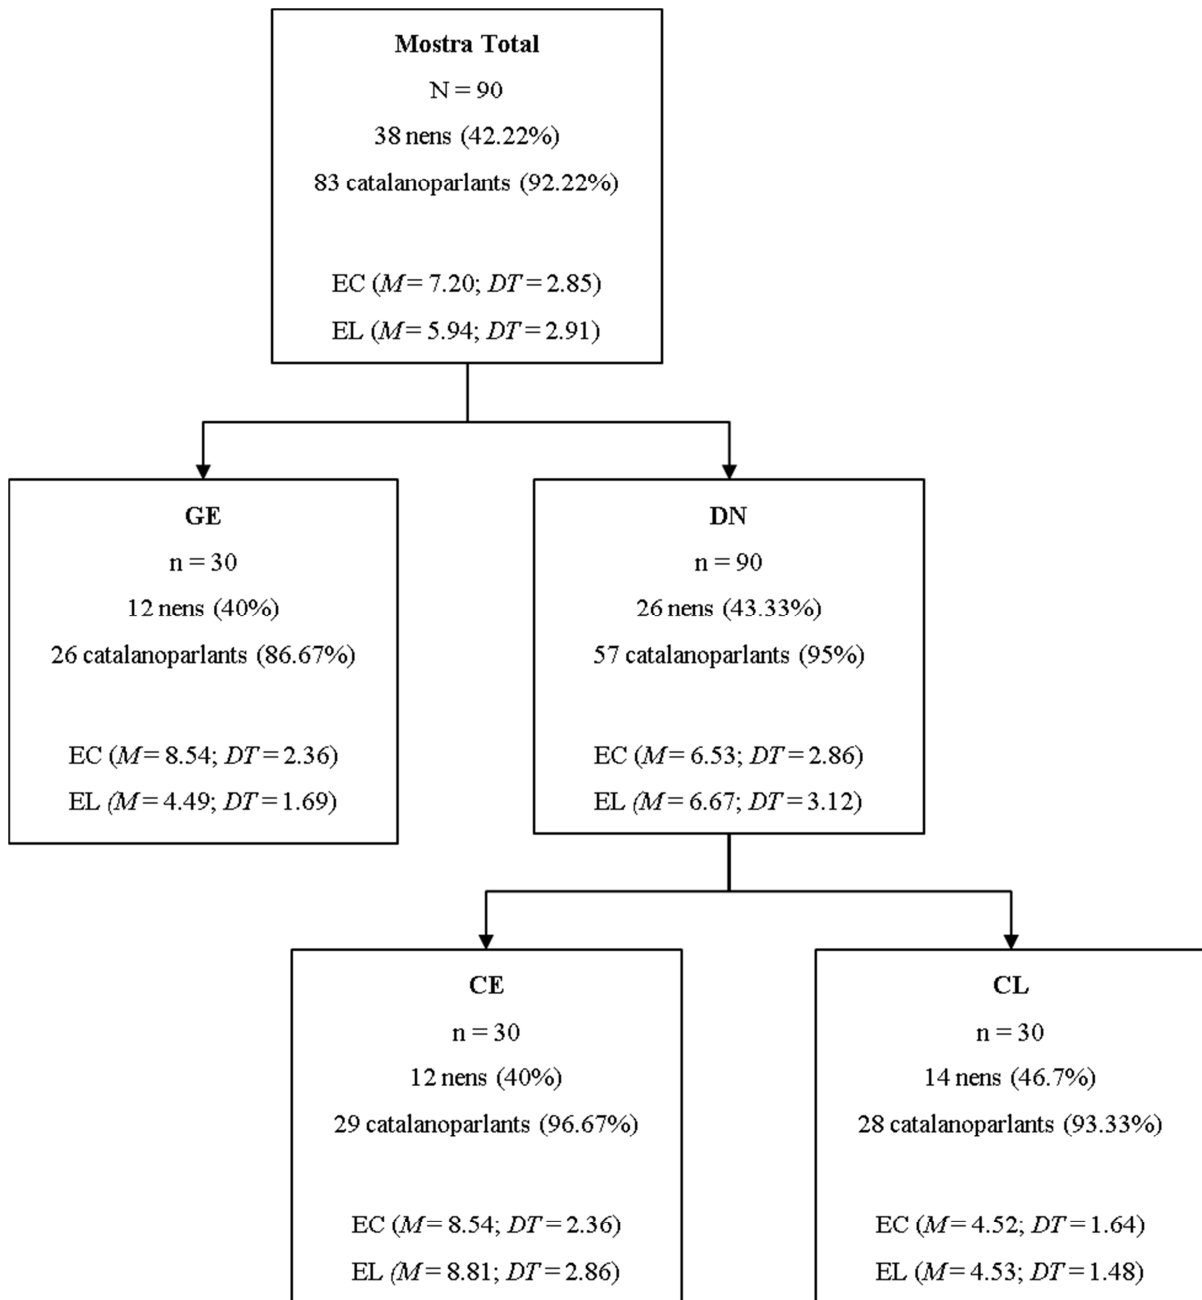 Mostra Total
N = 90
38 nens (42.22%)
83 catalanoparlants (92.22%)
EC (M = 7.20; DT = 2.85)
EL (M = 5.94; DT = 2.91)
GE
n = 30
12 nens (40%)
26 catalanoparlants (86.67%)
EC (M = 8.54; DT = 2.36)
EL (M = 4.49; DT = 1.69)
DN
n = 90
26 nens (43.33%)
57 catalanoparlants (95%)
EC (M = 6.53; DT = 2.86)
EL (M = 6.67; DT = 3.12)
CE
n = 30
12 nens (40%)
29 catalanoparlants (96.67%)
EC (M = 8.54; DT = 2.36)
EL (M = 8.81; DT = 2.86)
CL
n = 30
14 nens (46.7%)
28 catalanoparlants (93.33%)
EC (M = 4.52; DT = 1.64)
EL (M = 4.53; DT = 1.48)